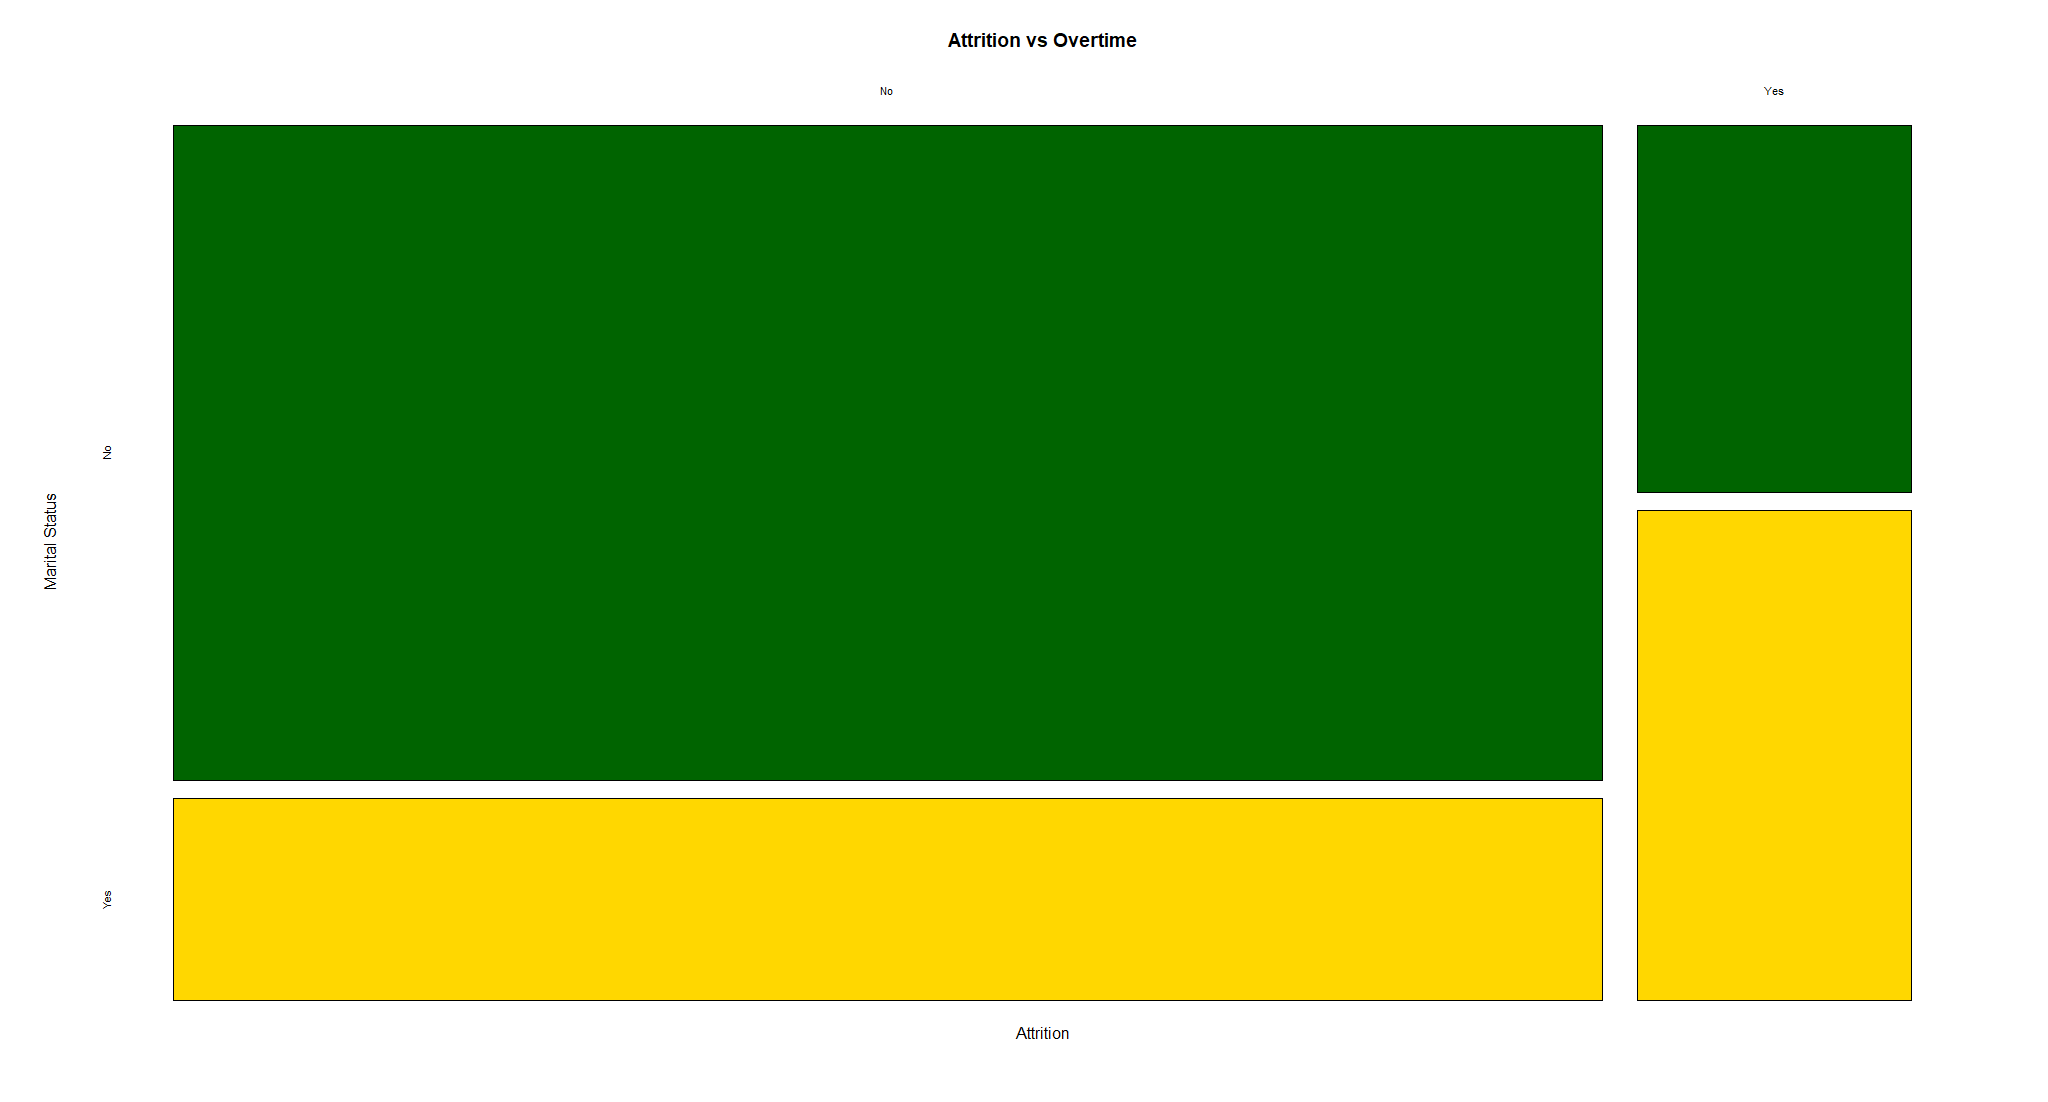 Attrition vs Overtime
No
Yes
No
Marital Status
Yes
Attrition